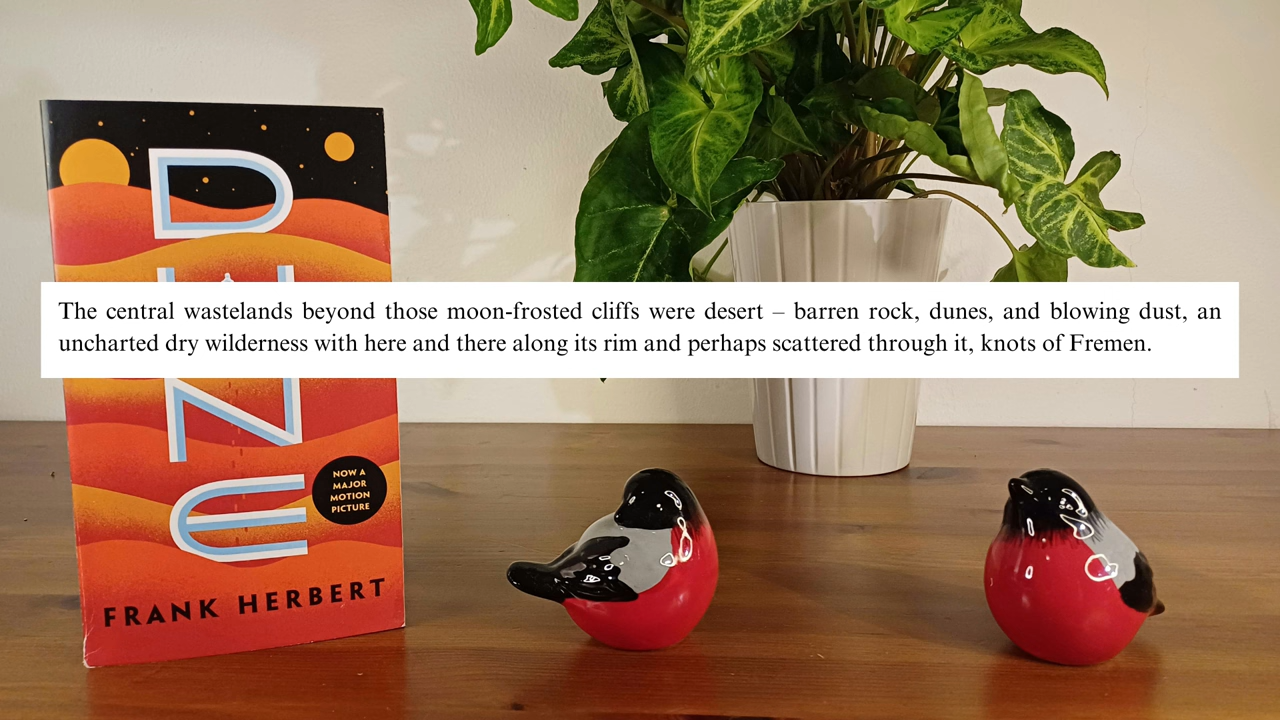 DUNE
The central wastelands beyond those moon-frosted cliffs were desert – barren rock, dunes, and blowing dust, an
uncharted dry wilderness with here and there along its rim and perhaps scattered through it, knots of Fremen.
NOW A
MAJOR
MOTION
PICTURE
FRANK HERBERT